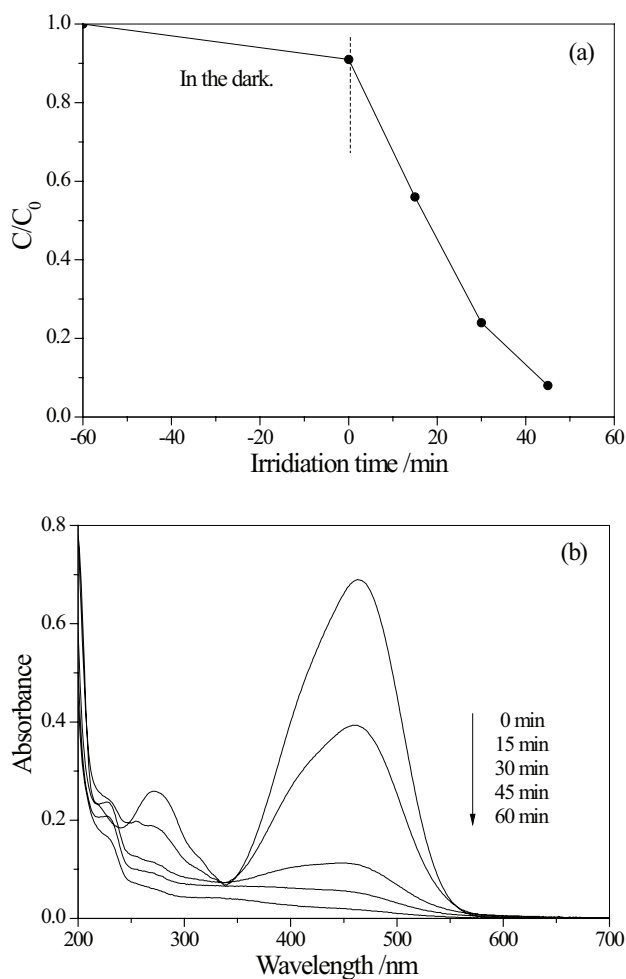 (a)
In the dark.
1.0
0.8
0.6
0.4
0.2
0.0
C/C0
-60 -40 -20 0 20 40 60
Irridiation time /min
(b)
0.8
0.6
0.4
0.2
0.0
Absorbance
0 min
15 min
30 min
45 min
60 min
200 300 400 500 600 700
Wavelength /nm